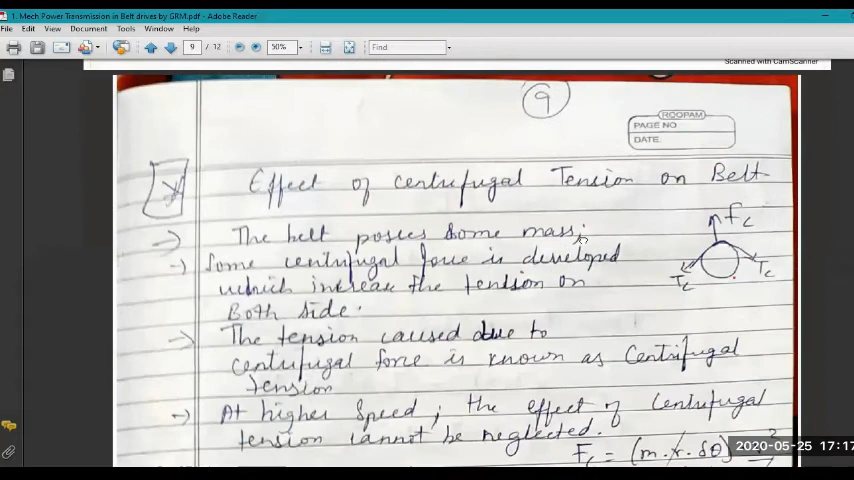 1. Mech Power Transmission in Belt drives by GRM.pdf - Adobe Reader
File Edit View Document Tools Window Help
9 / 12 50% Find
Scanned with CamScanner
9
ROOPAM
PAGE NO
DATE:
Effect of centrifugal Tension on Belt
→ The belt posses some mass;
→ Some centrifugal force is developed
which increase the tension on
Both side.
Fc
Tc Tc
→ The tension caused due to
centrifugal force is known as Centrifugal
tension
→ At higher speed, the effect of Centrifugal
tension cannot be neglected.
2020-05-25 17:17